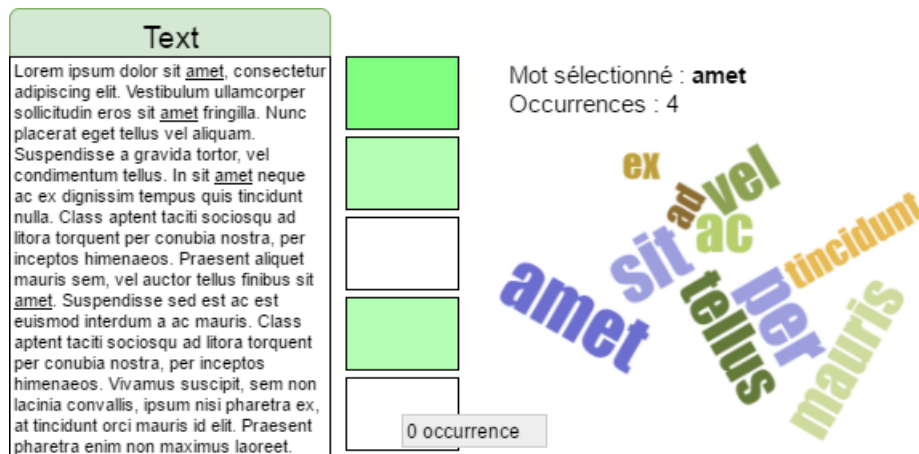 Text
Lorem ipsum dolor sit amet, consectetur
adipiscing elit. Vestibulum ullamcorper
sollicitudin eros sit amet fringilla. Nunc
placerat eget tellus vel aliquam.
Suspendisse a gravida tortor, vel
condimentum tellus. In sit amet neque
ac ex dignissim tempus quis tincidunt
nulla. Class aptent taciti sociosqu ad
litora torquent per conubia nostra, per
inceptos himenaeos. Praesent aliquet
mauris sem, vel auctor tellus finibus sit
amet. Suspendisse sed est ac est
euismod interdum a ac mauris. Class
aptent taciti sociosqu ad litora torquent
per conubia nostra, per inceptos
himenaeos. Vivamus suscipit, sem non
lacinia convallis, ipsum nisi pharetra ex,
at tincidunt orci mauris id elit. Praesent
pharetra enim non maximus laoreet.
0 occurrence
Mot sélectionné : amet
Occurrences : 4
ex
ad
vel
ac
sit
tincidunt
amet
tellus
per
mauris